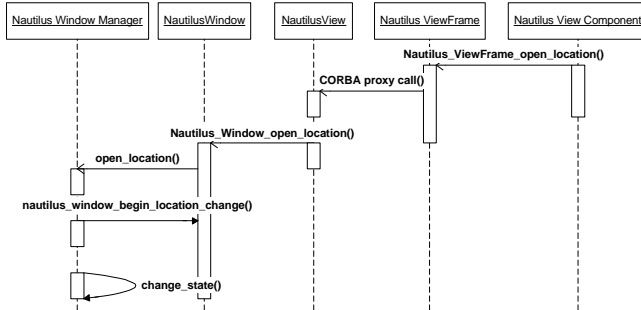 Nautilus Window Manager
NautilusWindow
NautilusView
Nautilus ViewFrame
Nautilus View Component
Nautilus_ViewFrame_open_location()
CORBA proxy call()
Nautilus_Window_open_location()
open_location()
nautilus_window_begin_location_change()
change_state()